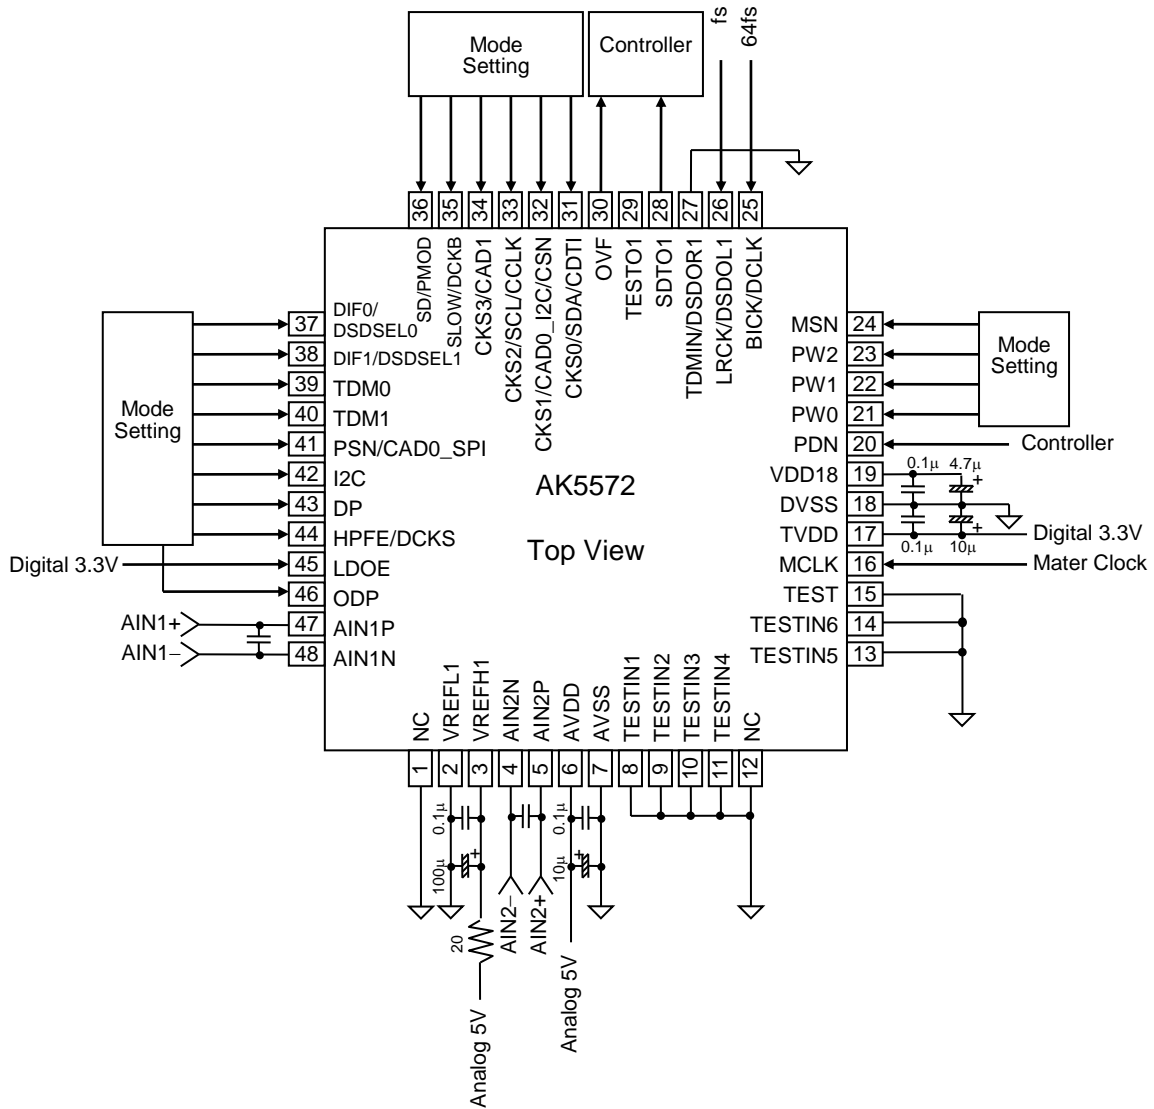 Mode
Setting
Controller
fs
64fs
36
35
34
33
32
31
30
29
28
27
26
25
SD/PMOD
SLOW/DCKB
CKS3/CAD1
CKS2/SCL/CCLK
CKS1/CAD0_I2C/CSN
CKS0/SDA/CDTI
OVF
TESTO1
SDTO1
TDMIN/DSDOR1
LRCK/DSDOL1
BICK/DCLK
Mode
Setting
37
DIF0/
DSDSEL0
38
DIF1/DSDSEL1
39
TDM0
40
TDM1
41
PSN/CAD0_SPI
42
I2C
43
DP
44
HPFE/DCKS
Digital 3.3V
45
LDOE
46
ODP
AIN1+
47
AIN1P
AIN1−
48
AIN1N
AK5572
Top View
MSN
24
PW2
23
PW1
22
PW0
21
Mode
Setting
PDN
20
Controller
VDD18
19
0.1μ
4.7μ
+
DVSS
18
TVDD
17
0.1μ
10μ
+
Digital 3.3V
MCLK
16
Mater Clock
TEST
15
TESTIN6
14
TESTIN5
13
NC
VREFL1
VREFH1
AIN2N
AIN2P
AVDD
AVSS
TESTIN1
TESTIN2
TESTIN3
TESTIN4
NC
1
2
3
4
5
6
7
8
9
10
11
12
0.1μ
100μ
+
0.1μ
10μ
+
20
AIN2−
AIN2+
Analog 5V
Analog 5V